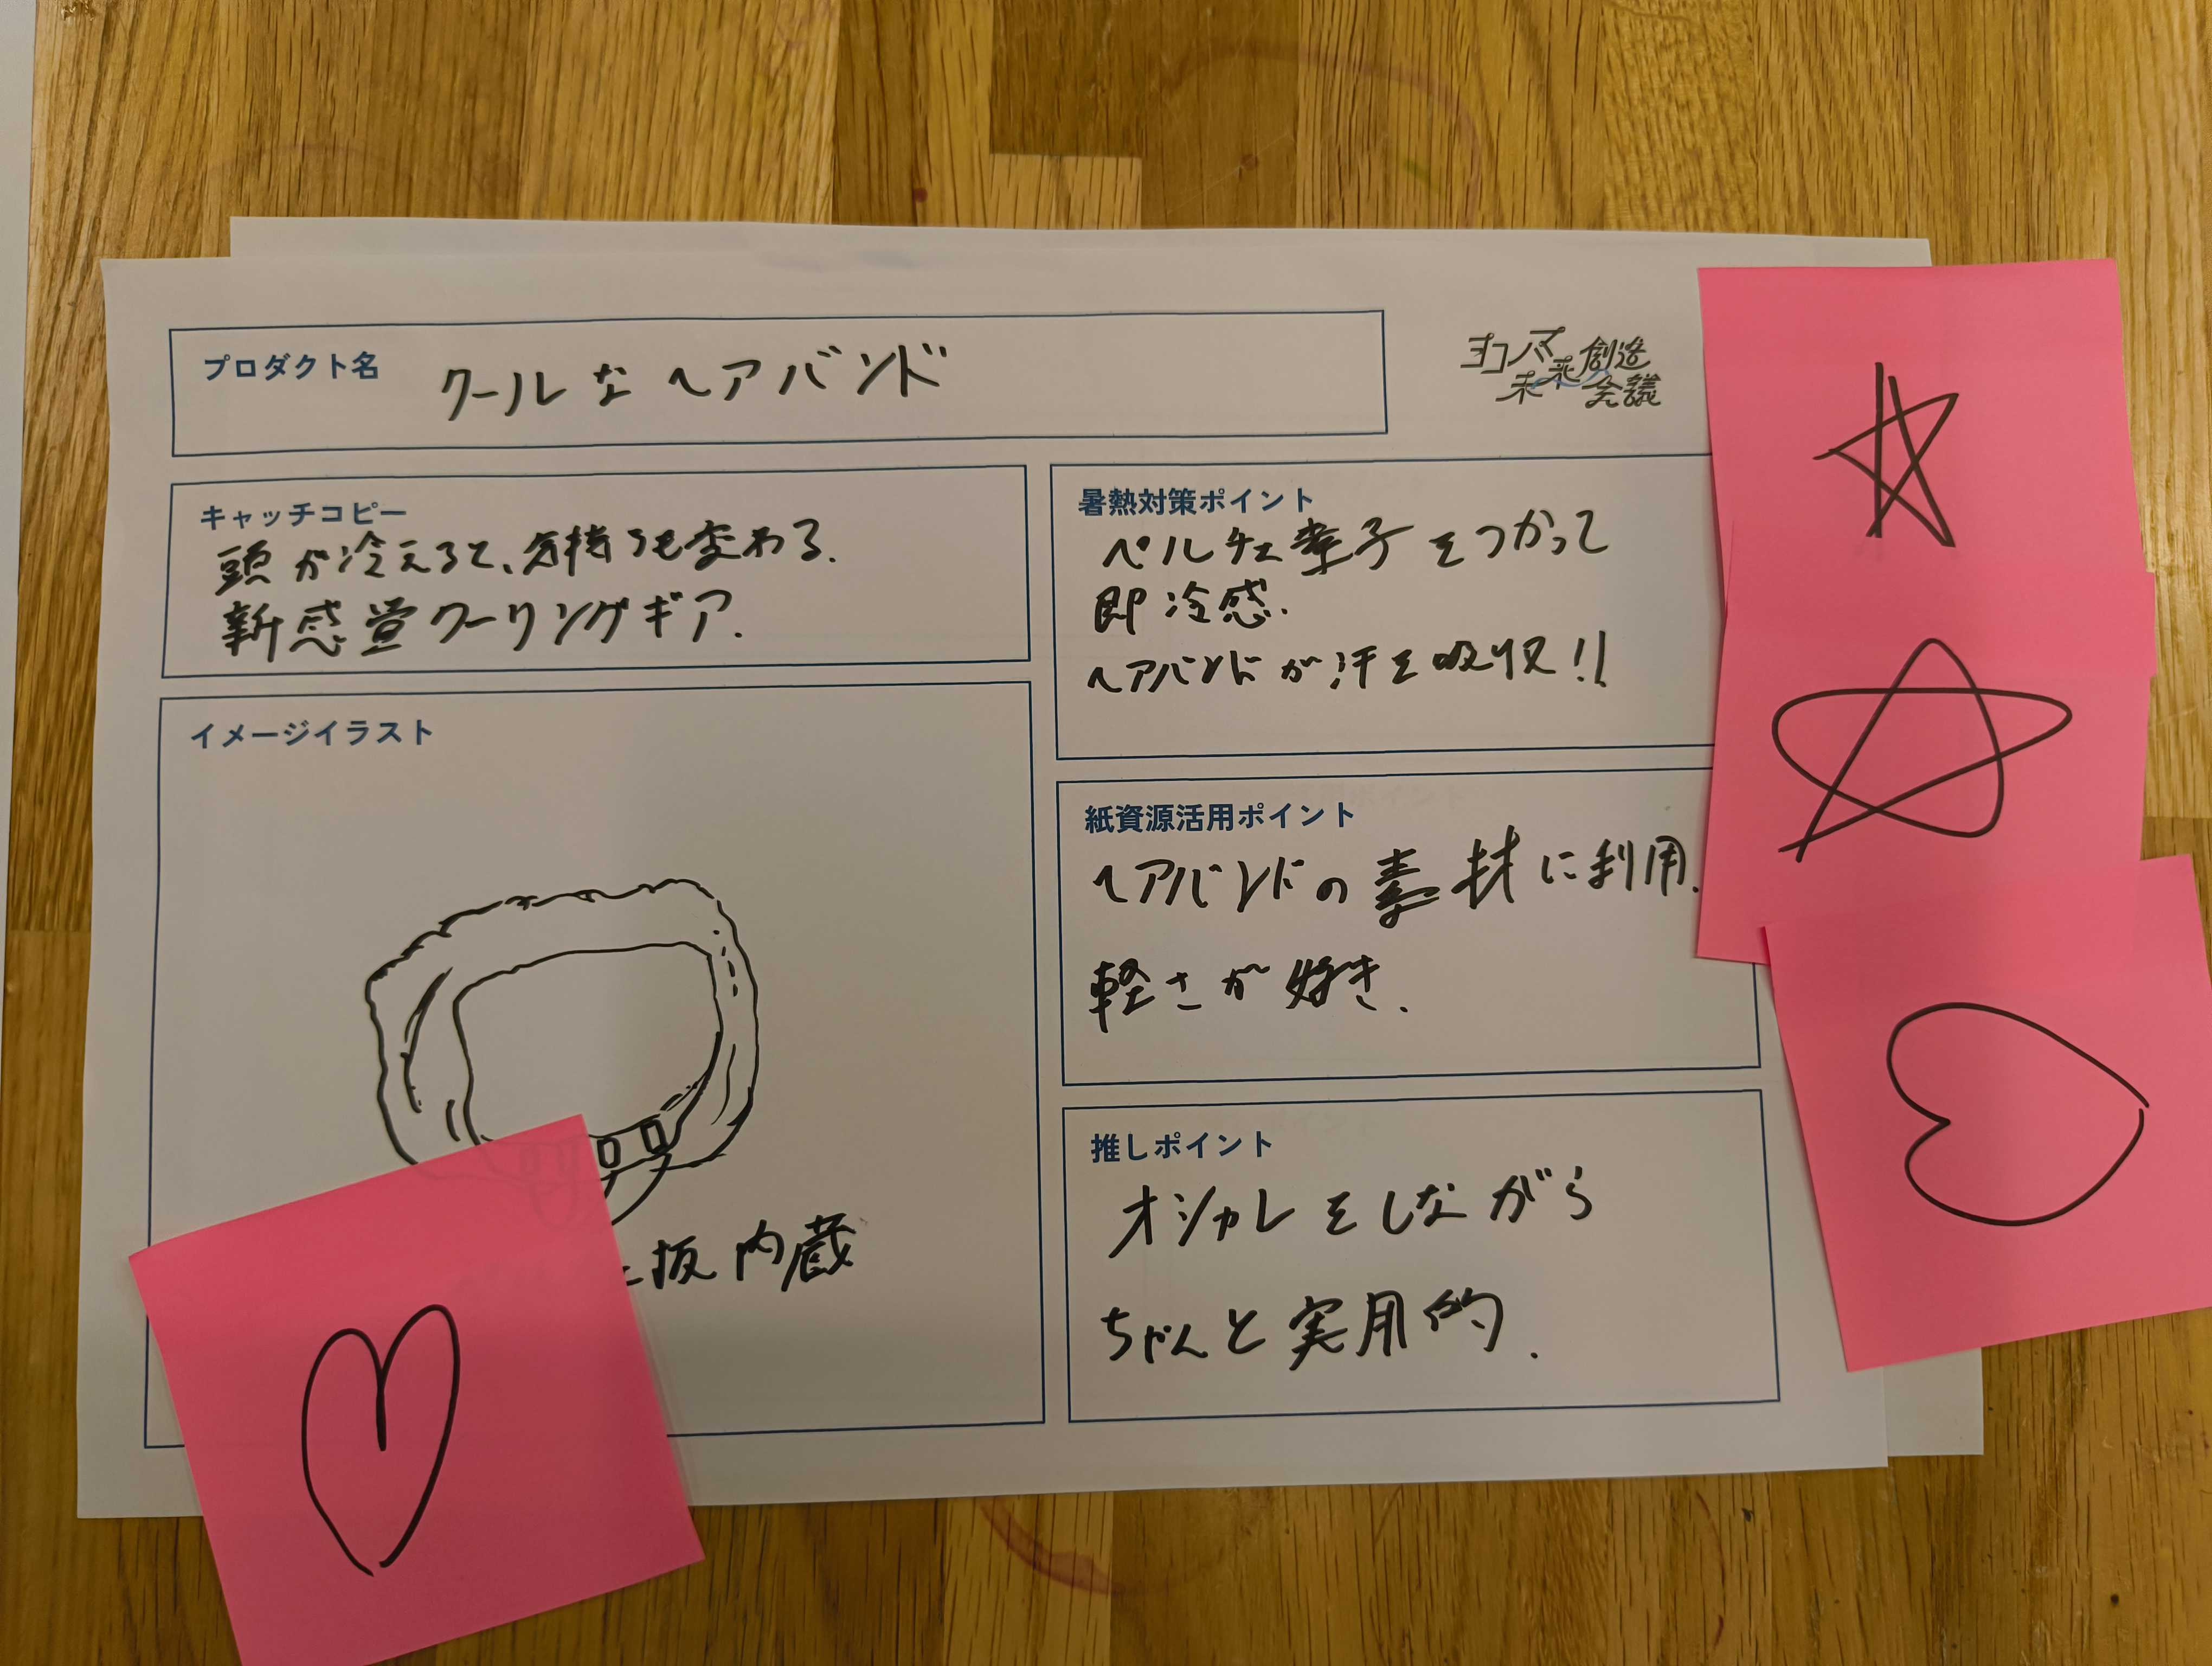 プロダクト名
クールなヘアバンド
ヨコハマ未来創造会議
キャッチコピー
頭が冷えると、気持ちも変わる.
新感覚クーリングギア.
イメージイラスト
板内蔵
暑熱対策ポイント
ペルチェ素子をつかって
即冷感.
ヘアバンドが汗を吸収!!
紙資源活用ポイント
ヘアバンドの素材に利用.
軽さが好き.
推しポイント
オシャレをしながら
ちゃんと実用的.